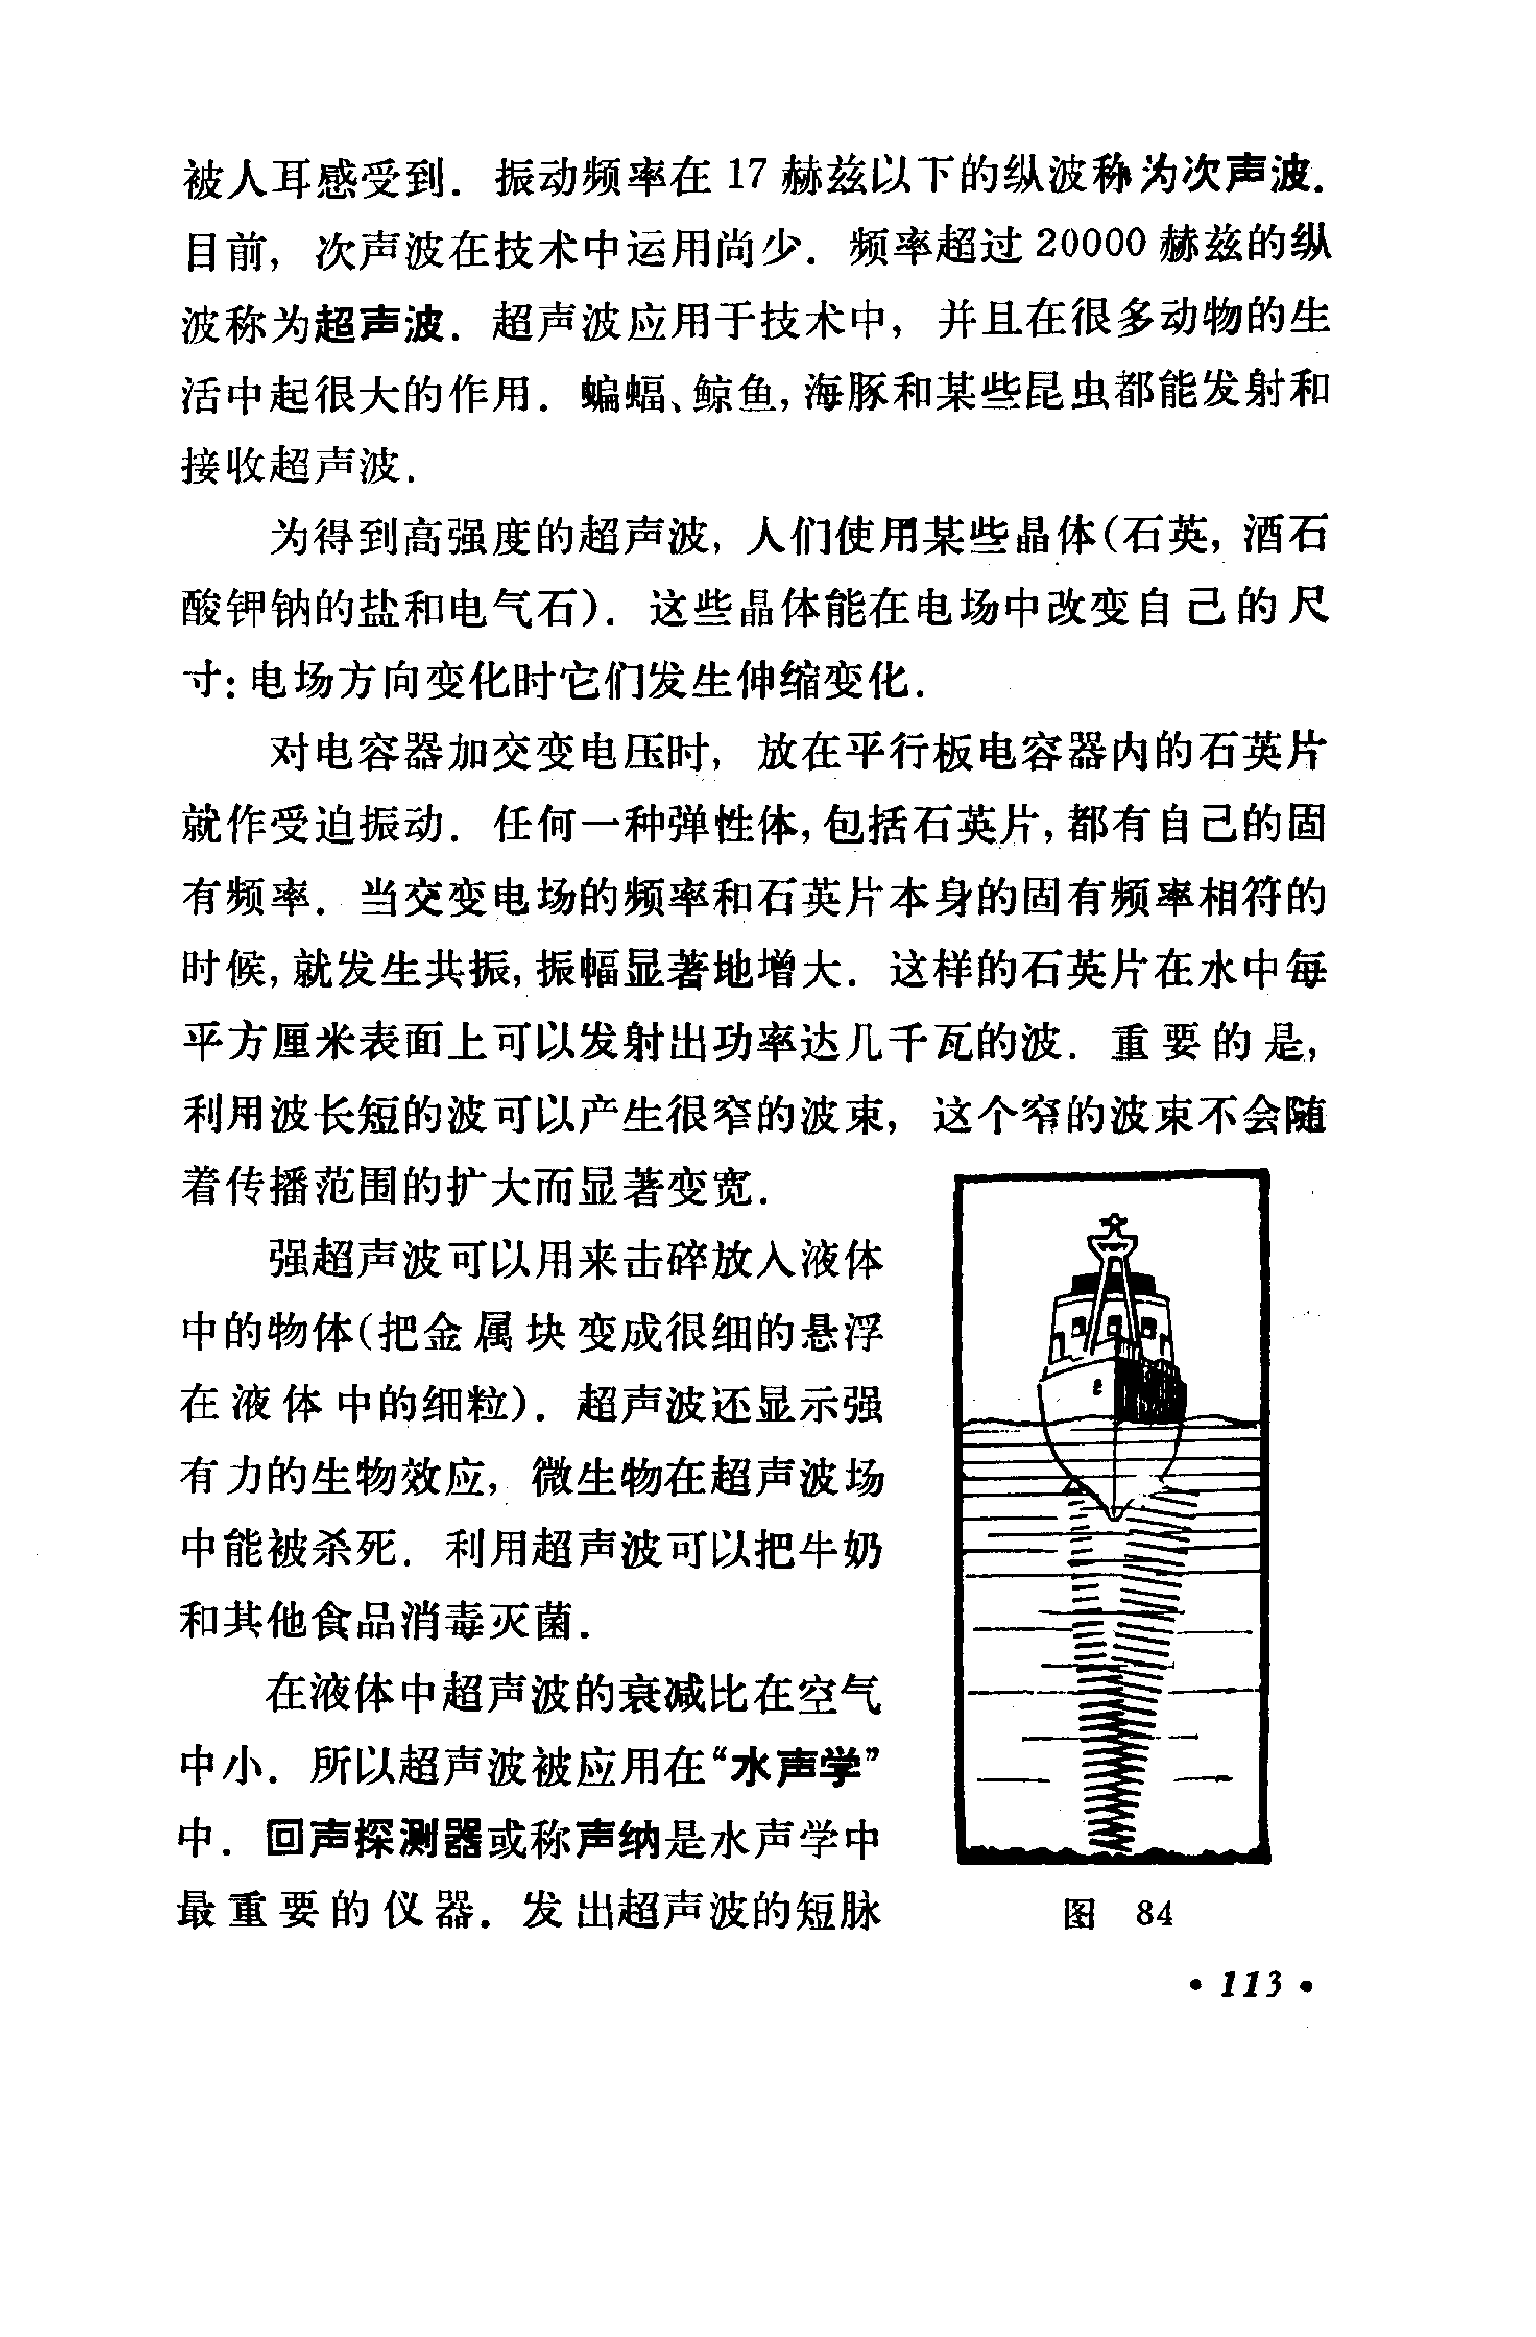 被人耳感受到．振动频率在 17 赫兹以下的纵波称为次声波．
目前，次声波在技术中运用尚少．频率超过 20000 赫兹的纵
波称为超声波．超声波应用于技术中，并且在很多动物的生
活中起很大的作用．蝙蝠、鲸鱼，海豚和某些昆虫都能发射和
接收超声波．
为得到高强度的超声波，人们使用某些晶体(石英，酒石
酸钾钠的盐和电气石)．这些晶体能在电场中改变自己的尺
寸：电场方向变化时它们发生伸缩变化．
对电容器加交变电压时，放在平行板电容器内的石英片
就作受迫振动．任何一种弹性体，包括石英片，都有自己的固
有频率．当交变电场的频率和石英片本身的固有频率相符的
时候，就发生共振，振幅显著地增大．这样的石英片在水中每
平方厘米表面上可以发射出功率达几千瓦的波．重要的是，
利用波长短的波可以产生很窄的波束，这个窄的波束不会随
着传播范围的扩大而显著变宽．
强超声波可以用来击碎放入液体
中的物体(把金属块变成很细的悬浮
在液体中的细粒)．超声波还显示强
有力的生物效应，微生物在超声波场
中能被杀死．利用超声波可以把牛奶
和其他食品消毒灭菌．
在液体中超声波的衰减比在空气
中小．所以超声波被应用在“水声学”
中．回声探测器或称声纳是水声学中
最重要的仪器．发出超声波的短脉
图 84
• 113 •